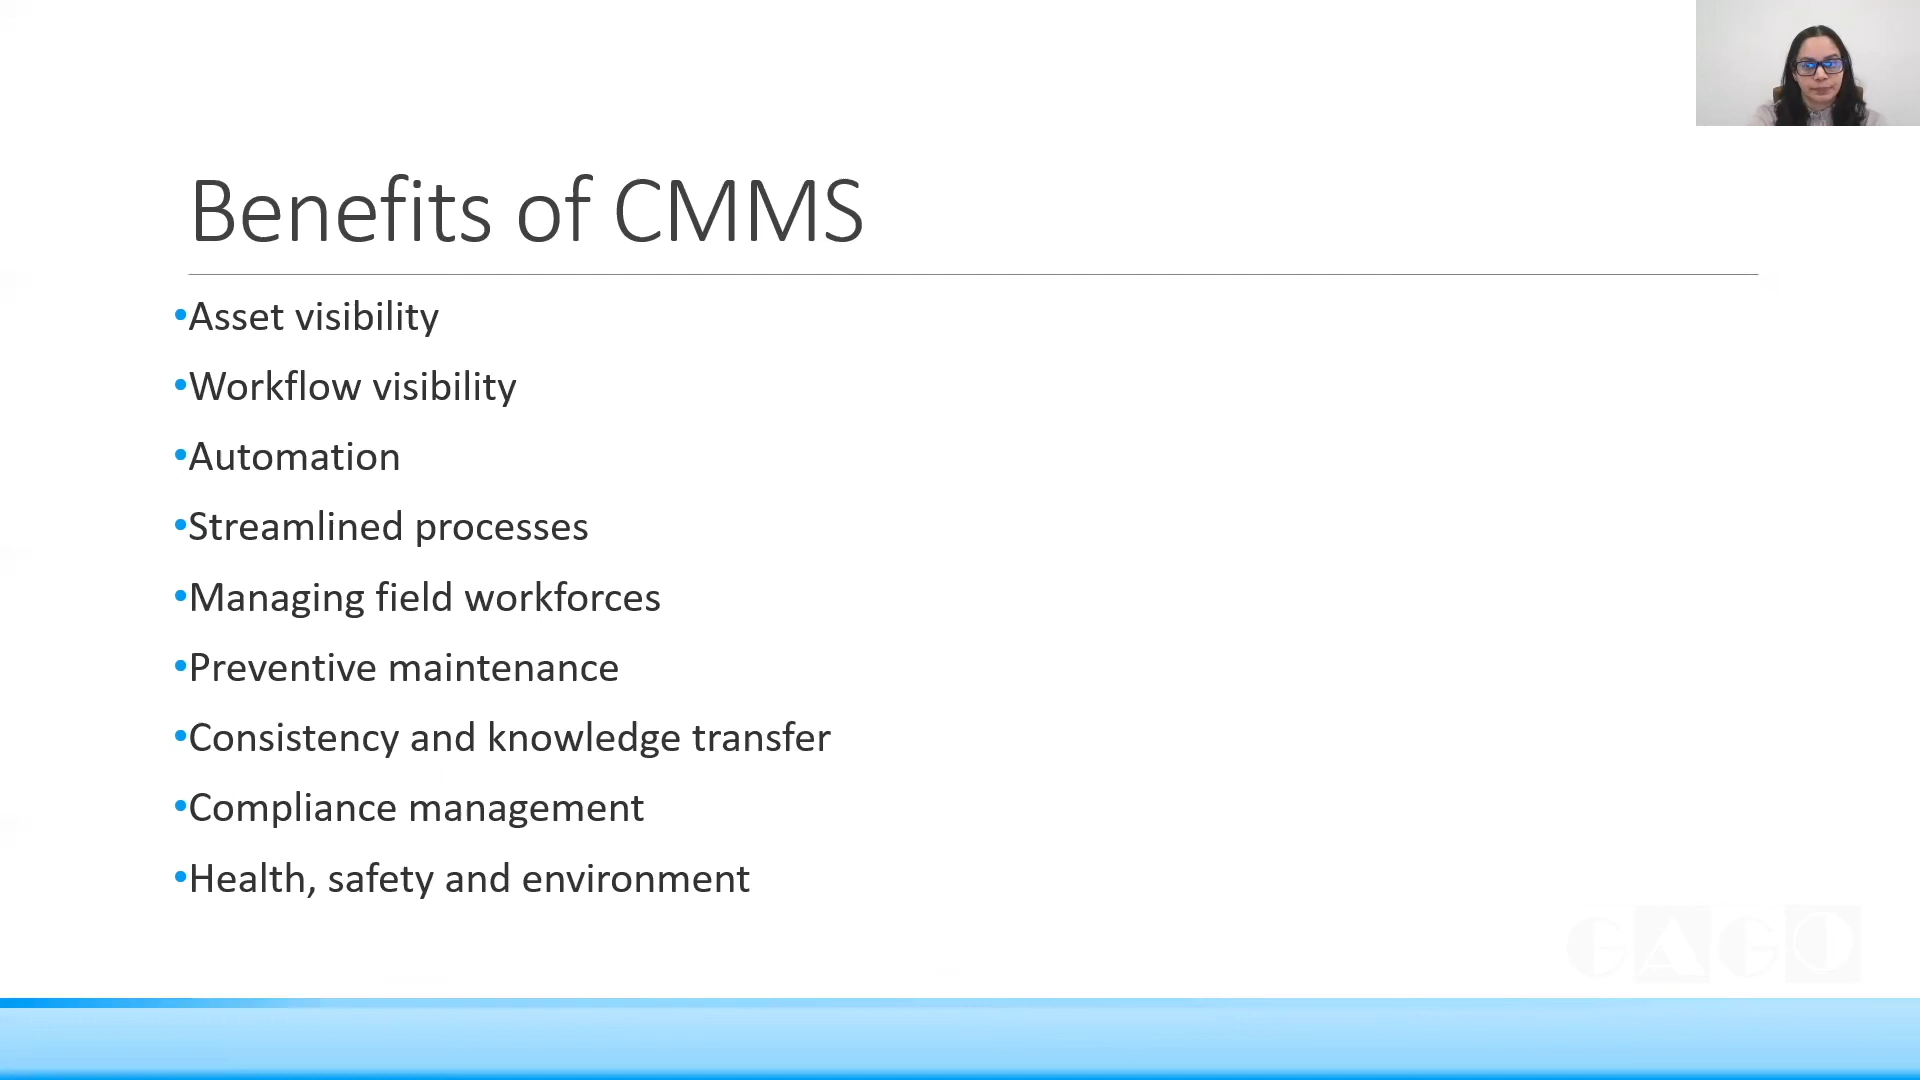 Benefits of CMMS
•Asset visibility
•Workflow visibility
•Automation
•Streamlined processes
•Managing field workforces
•Preventive maintenance
•Consistency and knowledge transfer
•Compliance management
•Health, safety and environment
GAGO